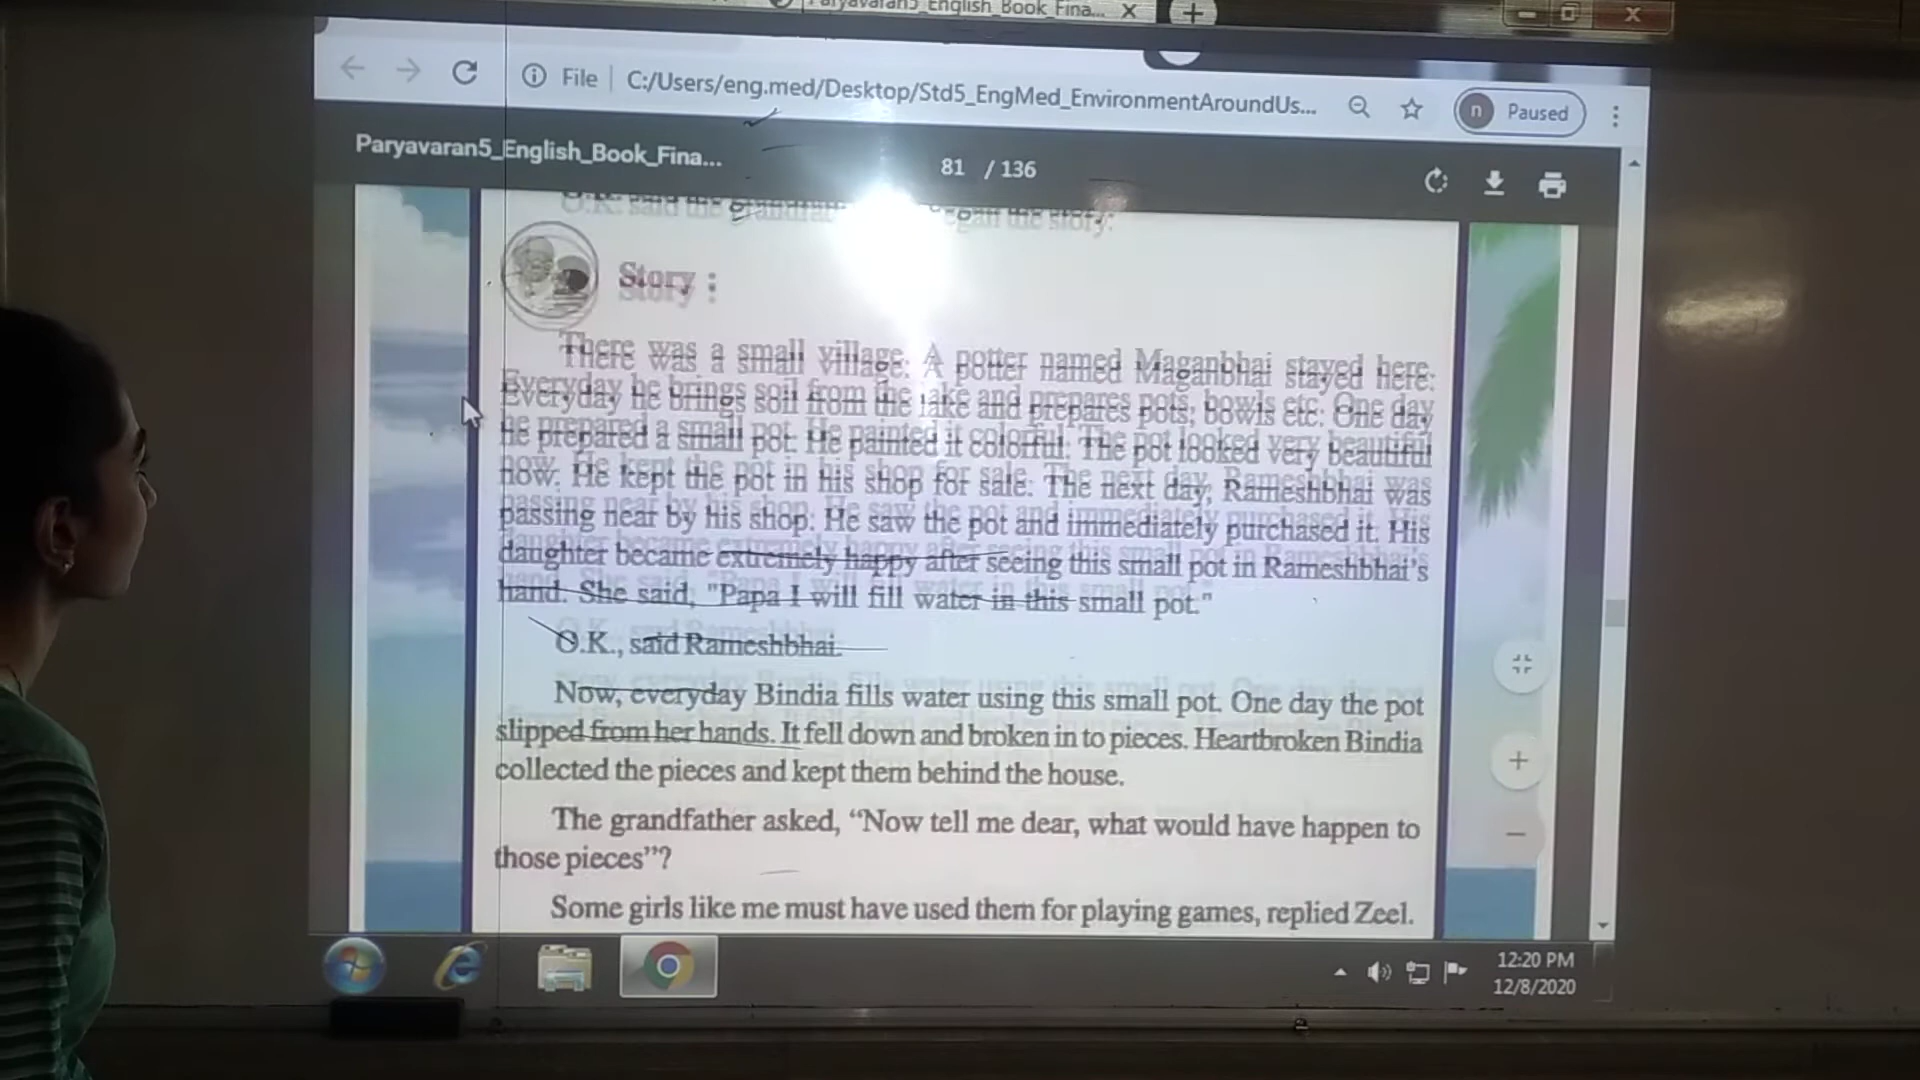 Paryavaran5_English_Book_Fina...
File
C:/Users/eng.med/Desktop/Std5_EngMed_EnvironmentAroundUs...
n Paused
Paryavaran5_English_Book_Fina...
81 / 136
O.K. said the the story.
Story :
There was a small village. A potter named Maganbhai stayed here.
Everyday he brings soil from the lake and prepares pots, bowls etc. One day
he prepared a small pot. He painted it colorful. The pot looked very beautiful
now. He kept the pot in his shop for sale. The next day, Rameshbhai was
passing near by his shop. He saw the pot and immediately purchased it. His
daughter became extremely happy after seeing this small pot in Rameshbhai's
hand. She said, "Papa I will fill water in this small pot."
O.K., said Rameshbhai.
Now, everyday Bindia fills water using this small pot. One day the pot
slipped from her hands. It fell down and broken in to pieces. Heartbroken Bindia
collected the pieces and kept them behind the house.
The grandfather asked, “Now tell me dear, what would have happen to
those pieces”?
Some girls like me must have used them for playing games, replied Zeel.
12:20 PM
12/8/2020